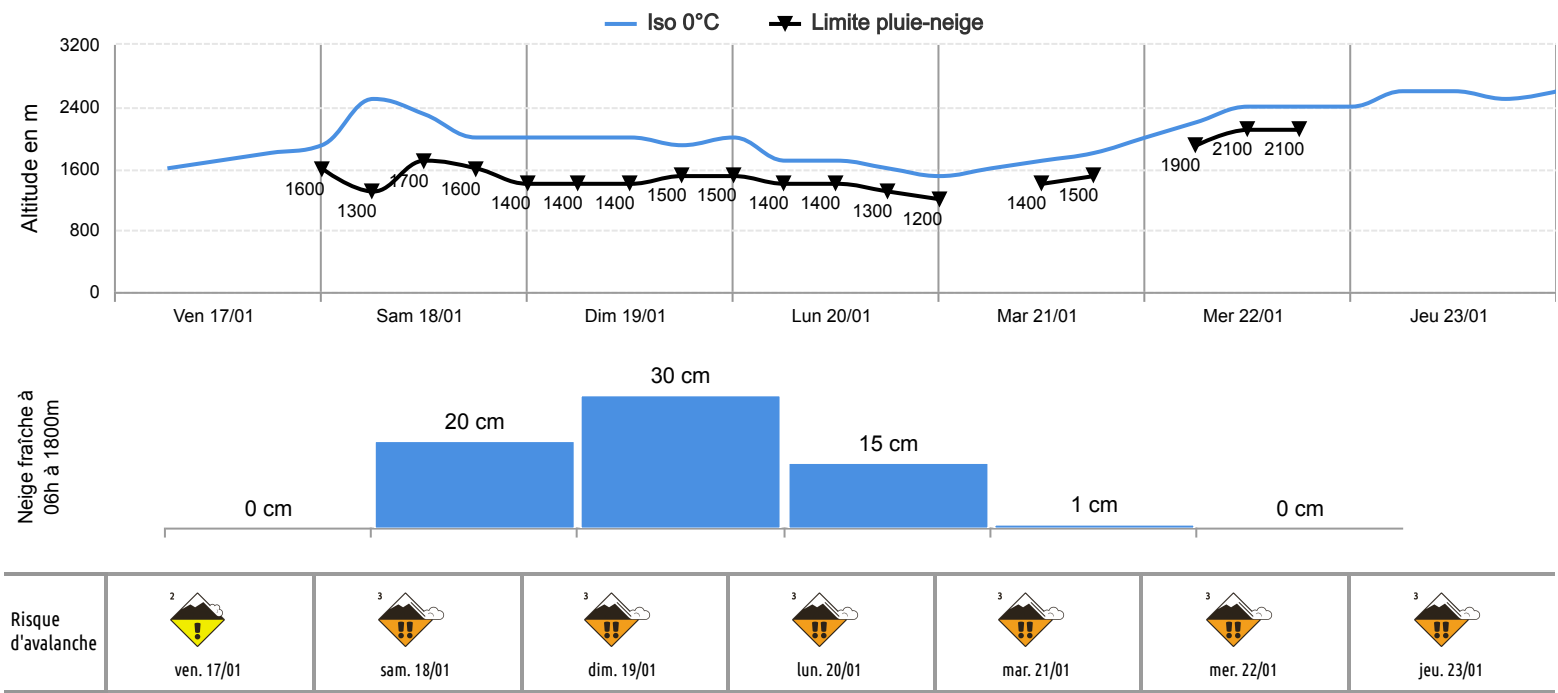 Iso 0°C Limite pluie-neige
3200
2400
1600
800
0
Altitude en m
1600
1300
1700
1600
1400
1400
1400
1500
1500
1400
1400
1300
1200
1400
1500
1900
2100
2100
Ven 17/01 Sam 18/01 Dim 19/01 Lun 20/01 Mar 21/01 Mer 22/01 Jeu 23/01
Neige fraîche à
06h à 1800m
0 cm
20 cm
30 cm
15 cm
1 cm
0 cm
Risque
d'avalanche
2
!
ven. 17/01
3
!!
sam. 18/01
3
!!
dim. 19/01
3
!!
lun. 20/01
3
!!
mar. 21/01
3
!!
mer. 22/01
3
!!
jeu. 23/01